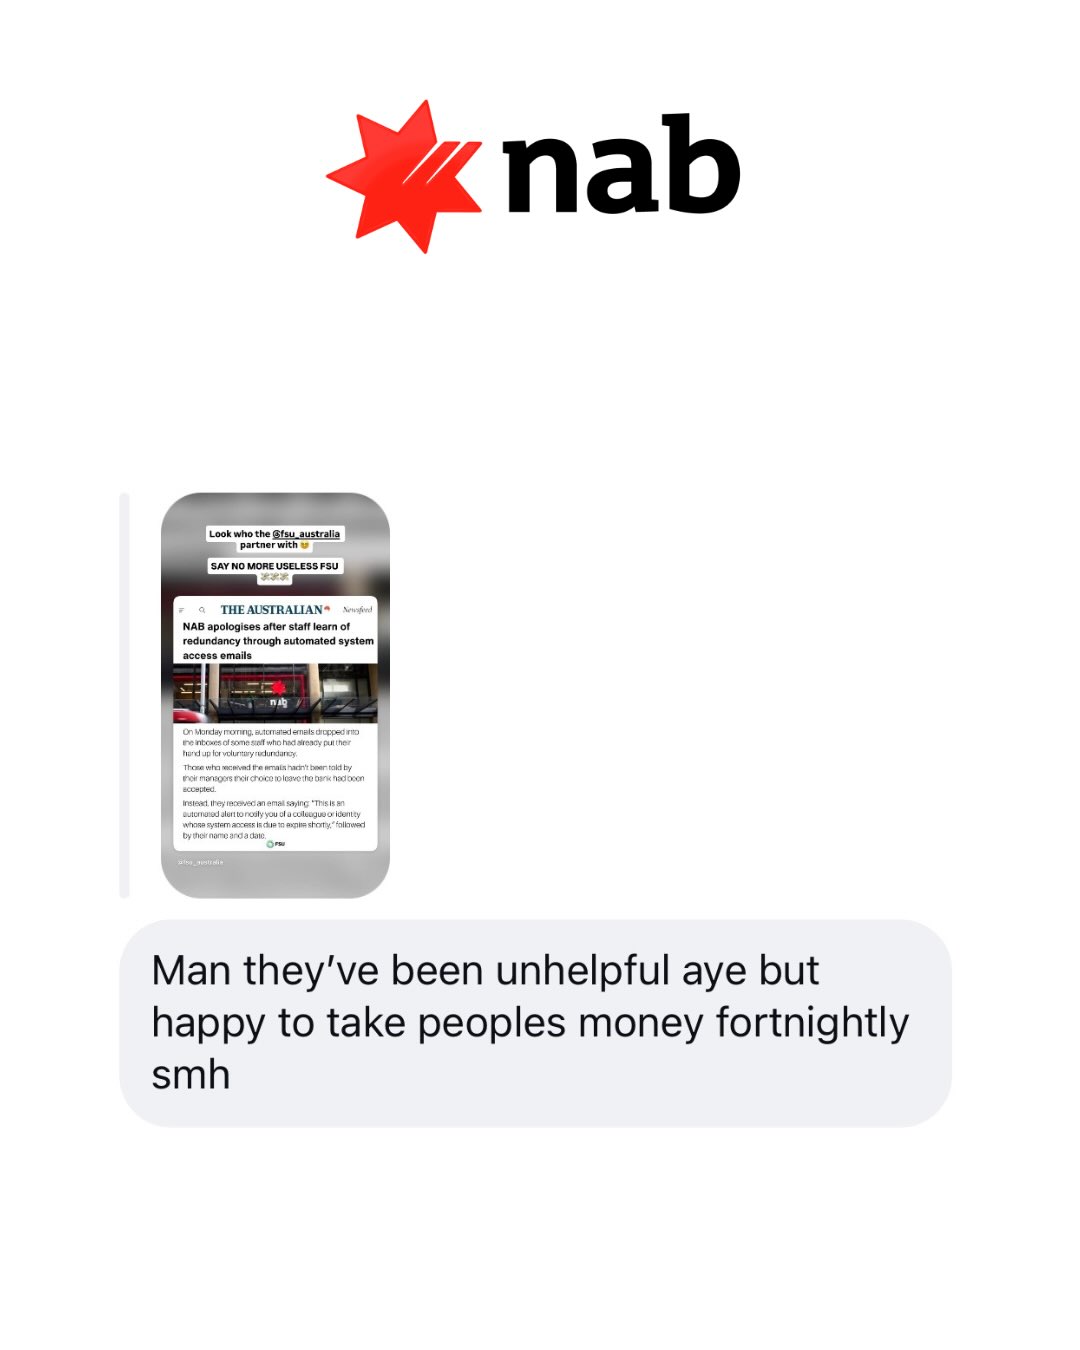 nab
Look who the @fsu_australia
partner with
SAY NO MORE USELESS FSU
THE AUSTRALIAN
Newsfeed
NAB apologises after staff learn of
redundancy through automated system
access emails
nab
On Monday morning, automated emails dropped into
the inboxes of some staff who had already put their
hand up for voluntary redundancy.
Those who received the emails hadn't been told by
their managers their choice to leave the bank had been
accepted.
Instead, they received an email saying: "This is an
automated alert to notify you of a colleague or identity
whose system access is due to expire shortly," followed
by their name and a date.
FSU
@fsu_australia
Man they’ve been unhelpful aye but
happy to take peoples money fortnightly
smh